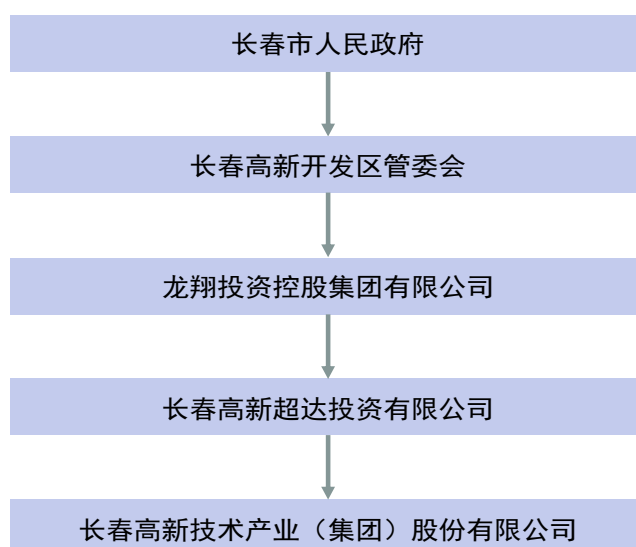 长春市人民政府
长春高新开发区管委会
龙翔投资控股集团有限公司
长春高新超达投资有限公司
长春高新技术产业（集团）股份有限公司